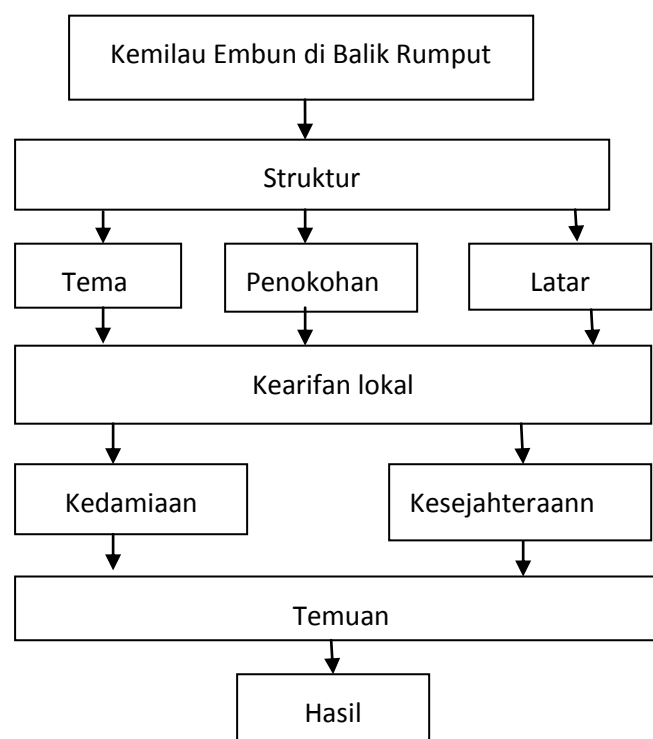 Kemilau Embun di Balik Rumput
Struktur
Tema
Penokohan
Latar
Kearifan lokal
Kedamiaan
Kesejahteraann
Temuan
Hasil